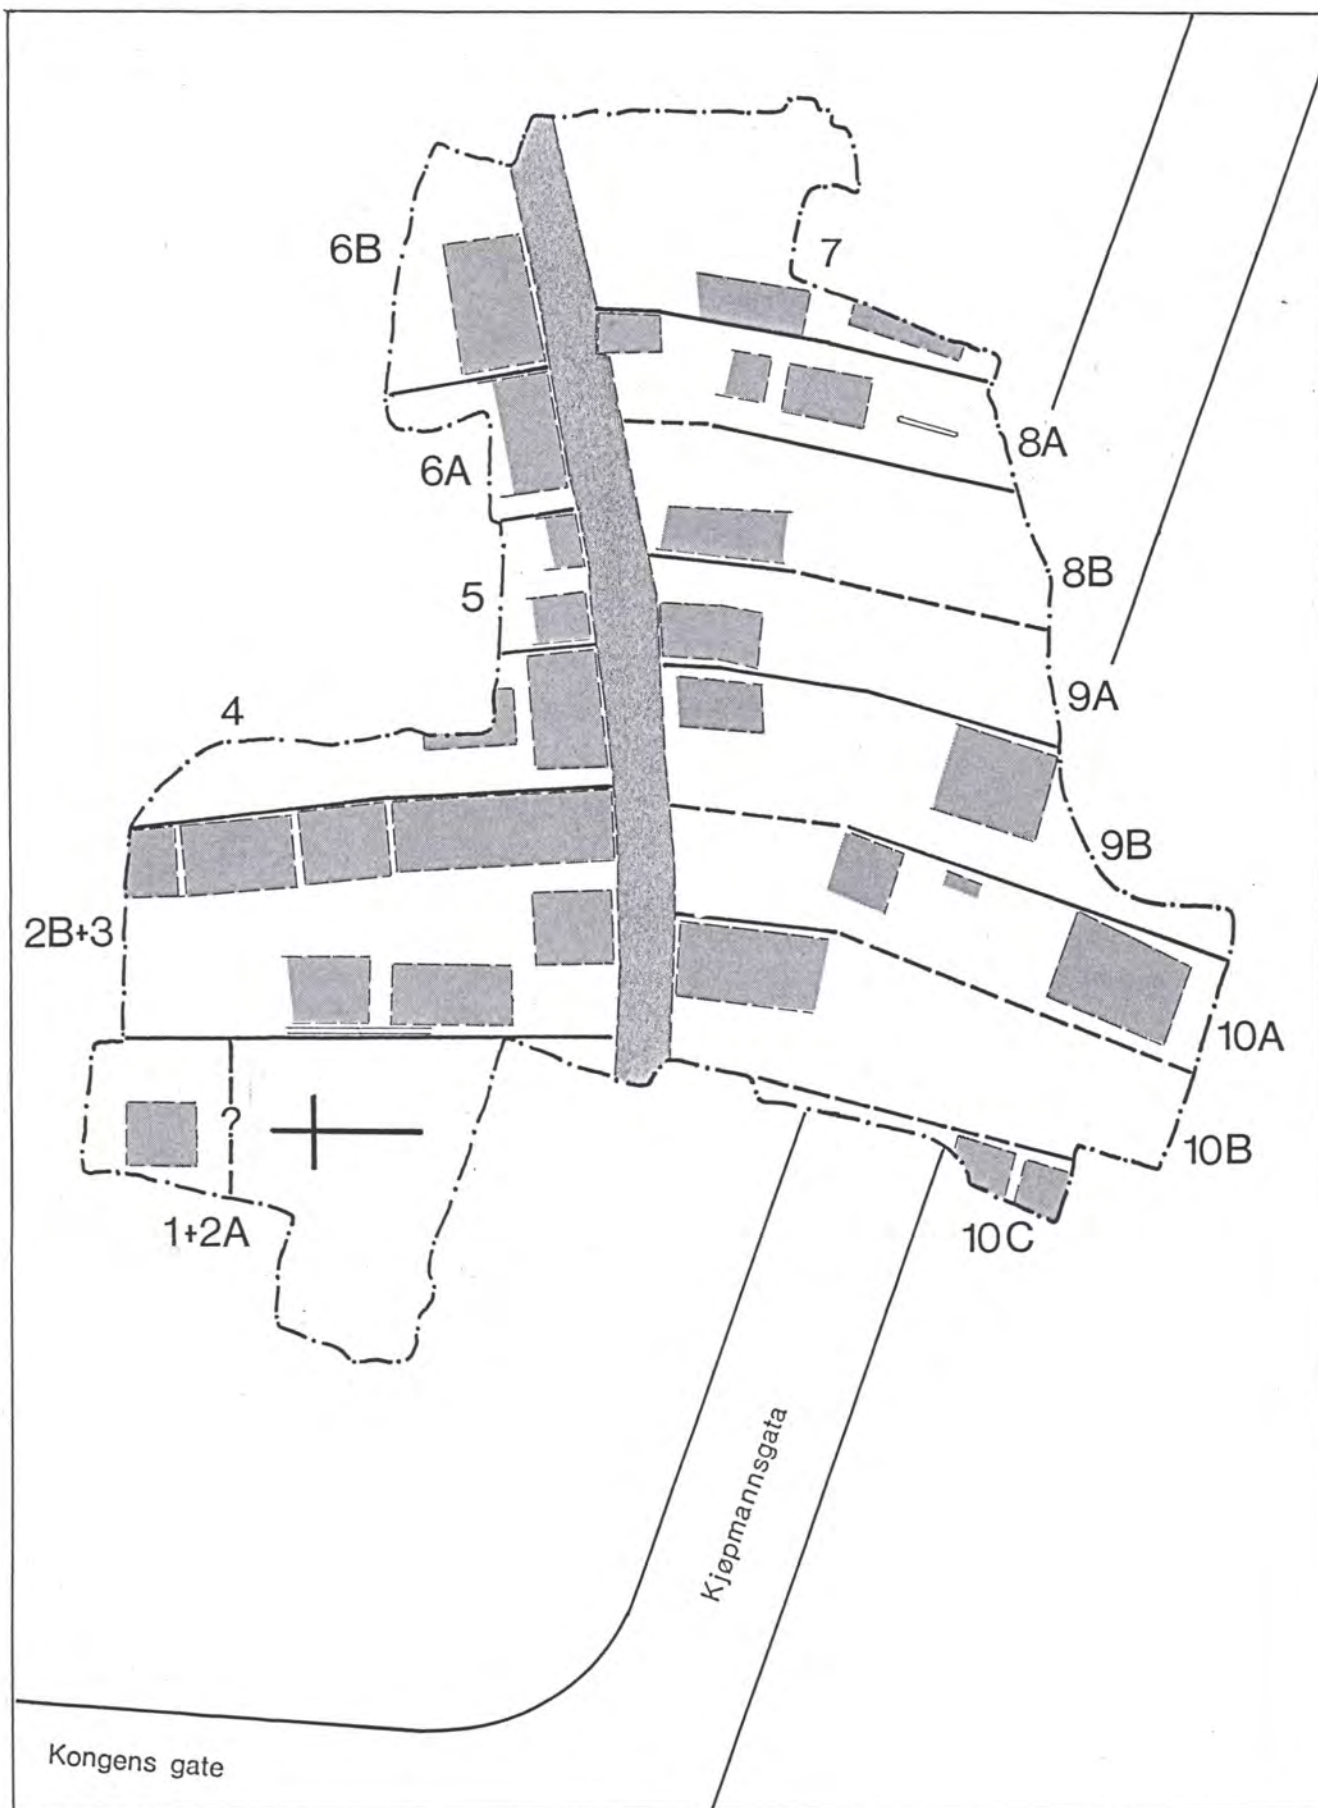 6B
7
6A
8A
5
8B
4
9A
9B
2B+3
10A
?
10B
1+2A
10C
Kjøpmannsgata
Kongens gate